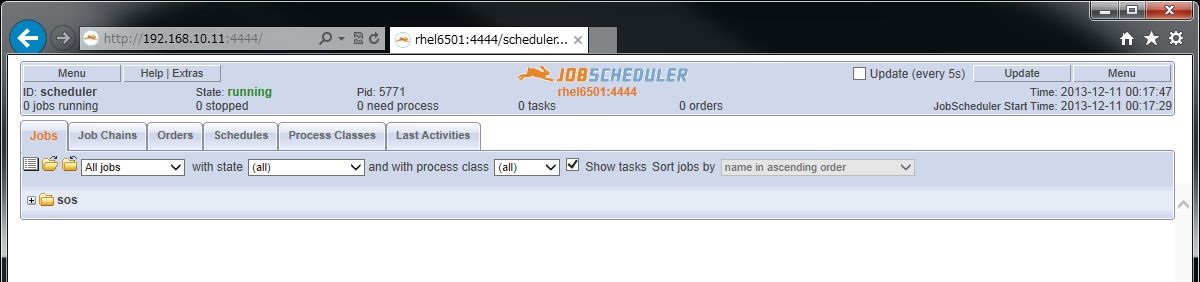 http://192.168.10.11:4444/ rhel6501:4444/scheduler...
Menu Help | Extras JOBSCHEDULER Update (every 5s) Update Menu
ID: scheduler State: running Pid: 5771 rhel6501:4444 Time: 2013-12-11 00:17:47
0 jobs running 0 stopped 0 need process 0 tasks 0 orders JobScheduler Start Time: 2013-12-11 00:17:29
Jobs Job Chains Orders Schedules Process Classes Last Activities
All jobs with state (all) and with process class (all) Show tasks Sort jobs by name in ascending order
sos